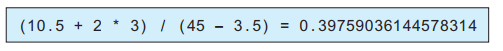 (10.5 + 2 * 3) / (45 – 3.5) = 0.39759036144578314